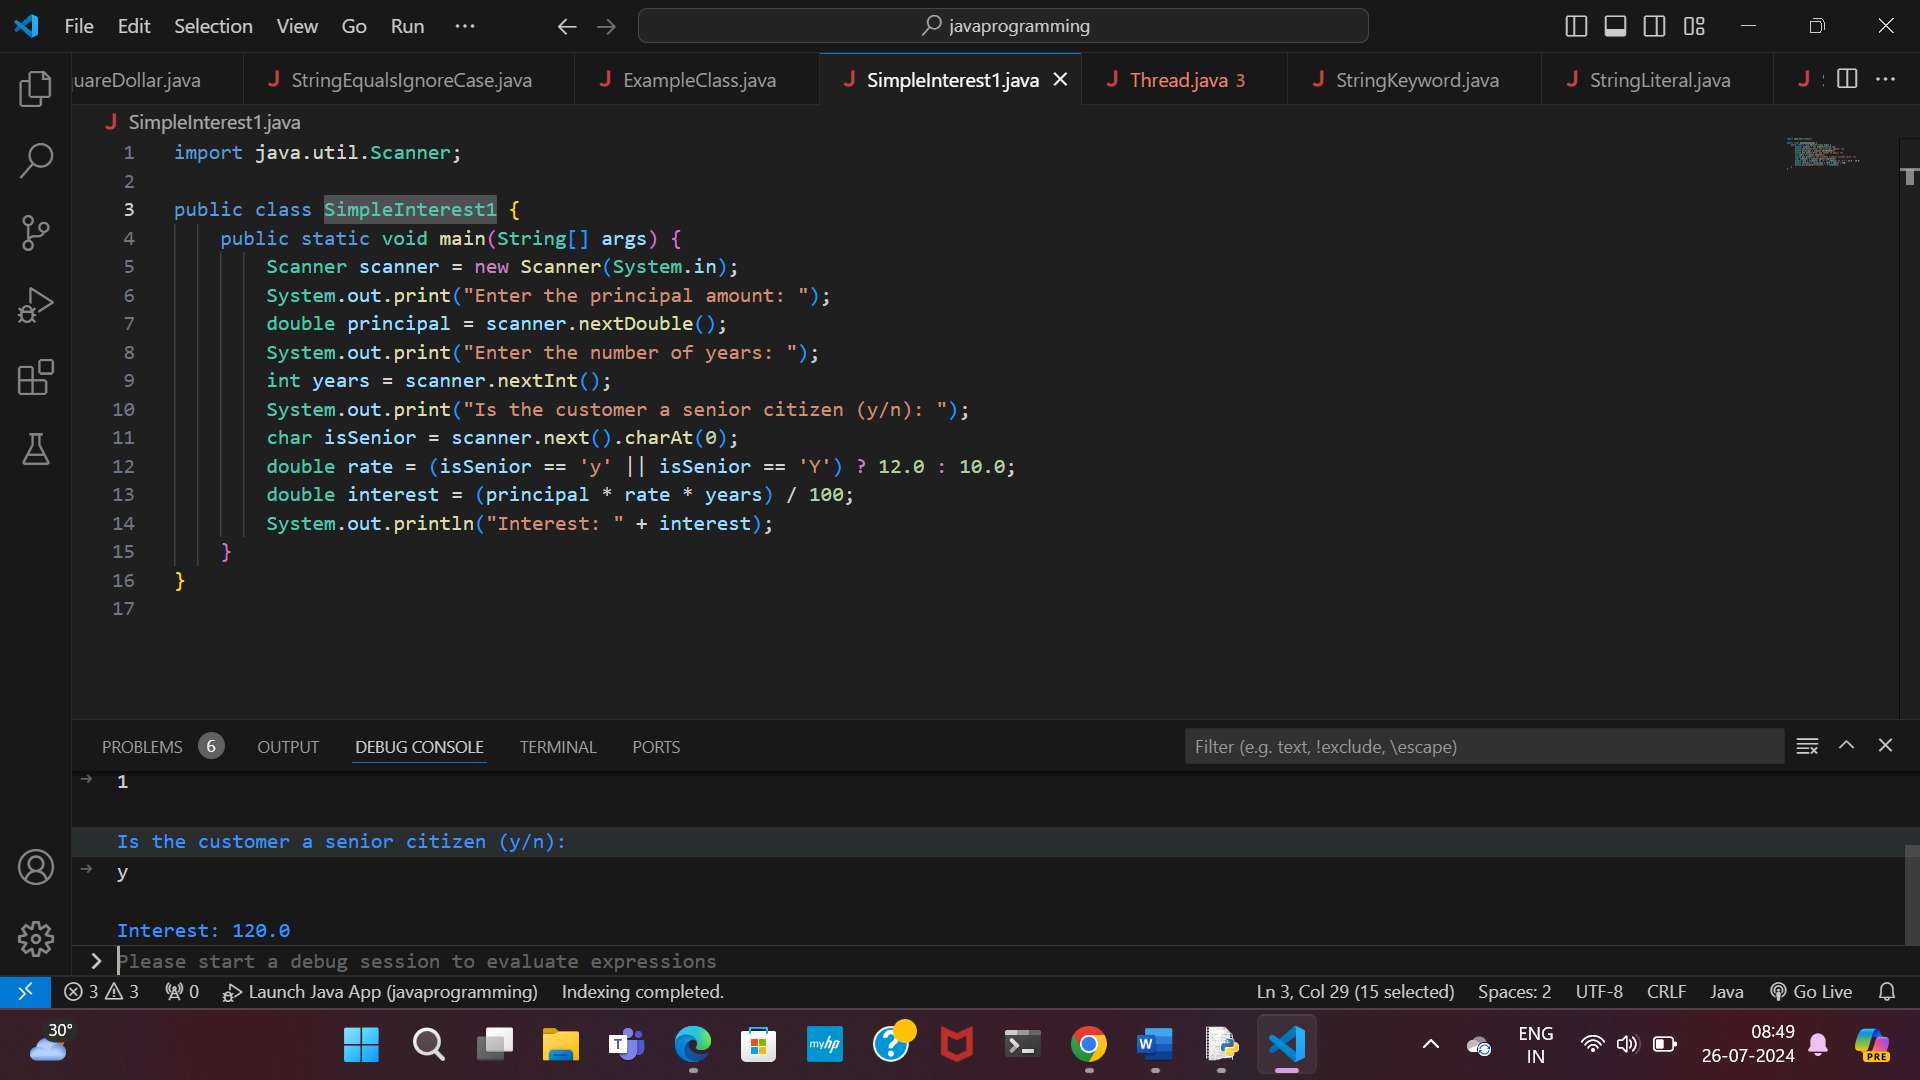 File Edit Selection View Go Run ··· javaprogramming
uareDollar.java StringEqualsIgnoreCase.java ExampleClass.java SimpleInterest1.java Thread.java 3 StringKeyword.java StringLiteral.java
SimpleInterest1.java
1 import java.util.Scanner;
2
3 public class SimpleInterest1 {
4 public static void main(String[] args) {
5 Scanner scanner = new Scanner(System.in);
6 System.out.print("Enter the principal amount: ");
7 double principal = scanner.nextDouble();
8 System.out.print("Enter the number of years: ");
9 int years = scanner.nextInt();
10 System.out.print("Is the customer a senior citizen (y/n): ");
11 char isSenior = scanner.next().charAt(0);
12 double rate = (isSenior == 'y' || isSenior == 'Y') ? 12.0 : 10.0;
13 double interest = (principal * rate * years) / 100;
14 System.out.println("Interest: " + interest);
15 }
16 }
17
PROBLEMS 6 OUTPUT DEBUG CONSOLE TERMINAL PORTS Filter (e.g. text, !exclude, \escape)
1
Is the customer a senior citizen (y/n):
y
Interest: 120.0
Please start a debug session to evaluate expressions
3 3 0 Launch Java App (javaprogramming) Indexing completed. Ln 3, Col 29 (15 selected) Spaces: 2 UTF-8 CRLF Java Go Live
30° myhp ENG 08:49
IN 26-07-2024 PRE